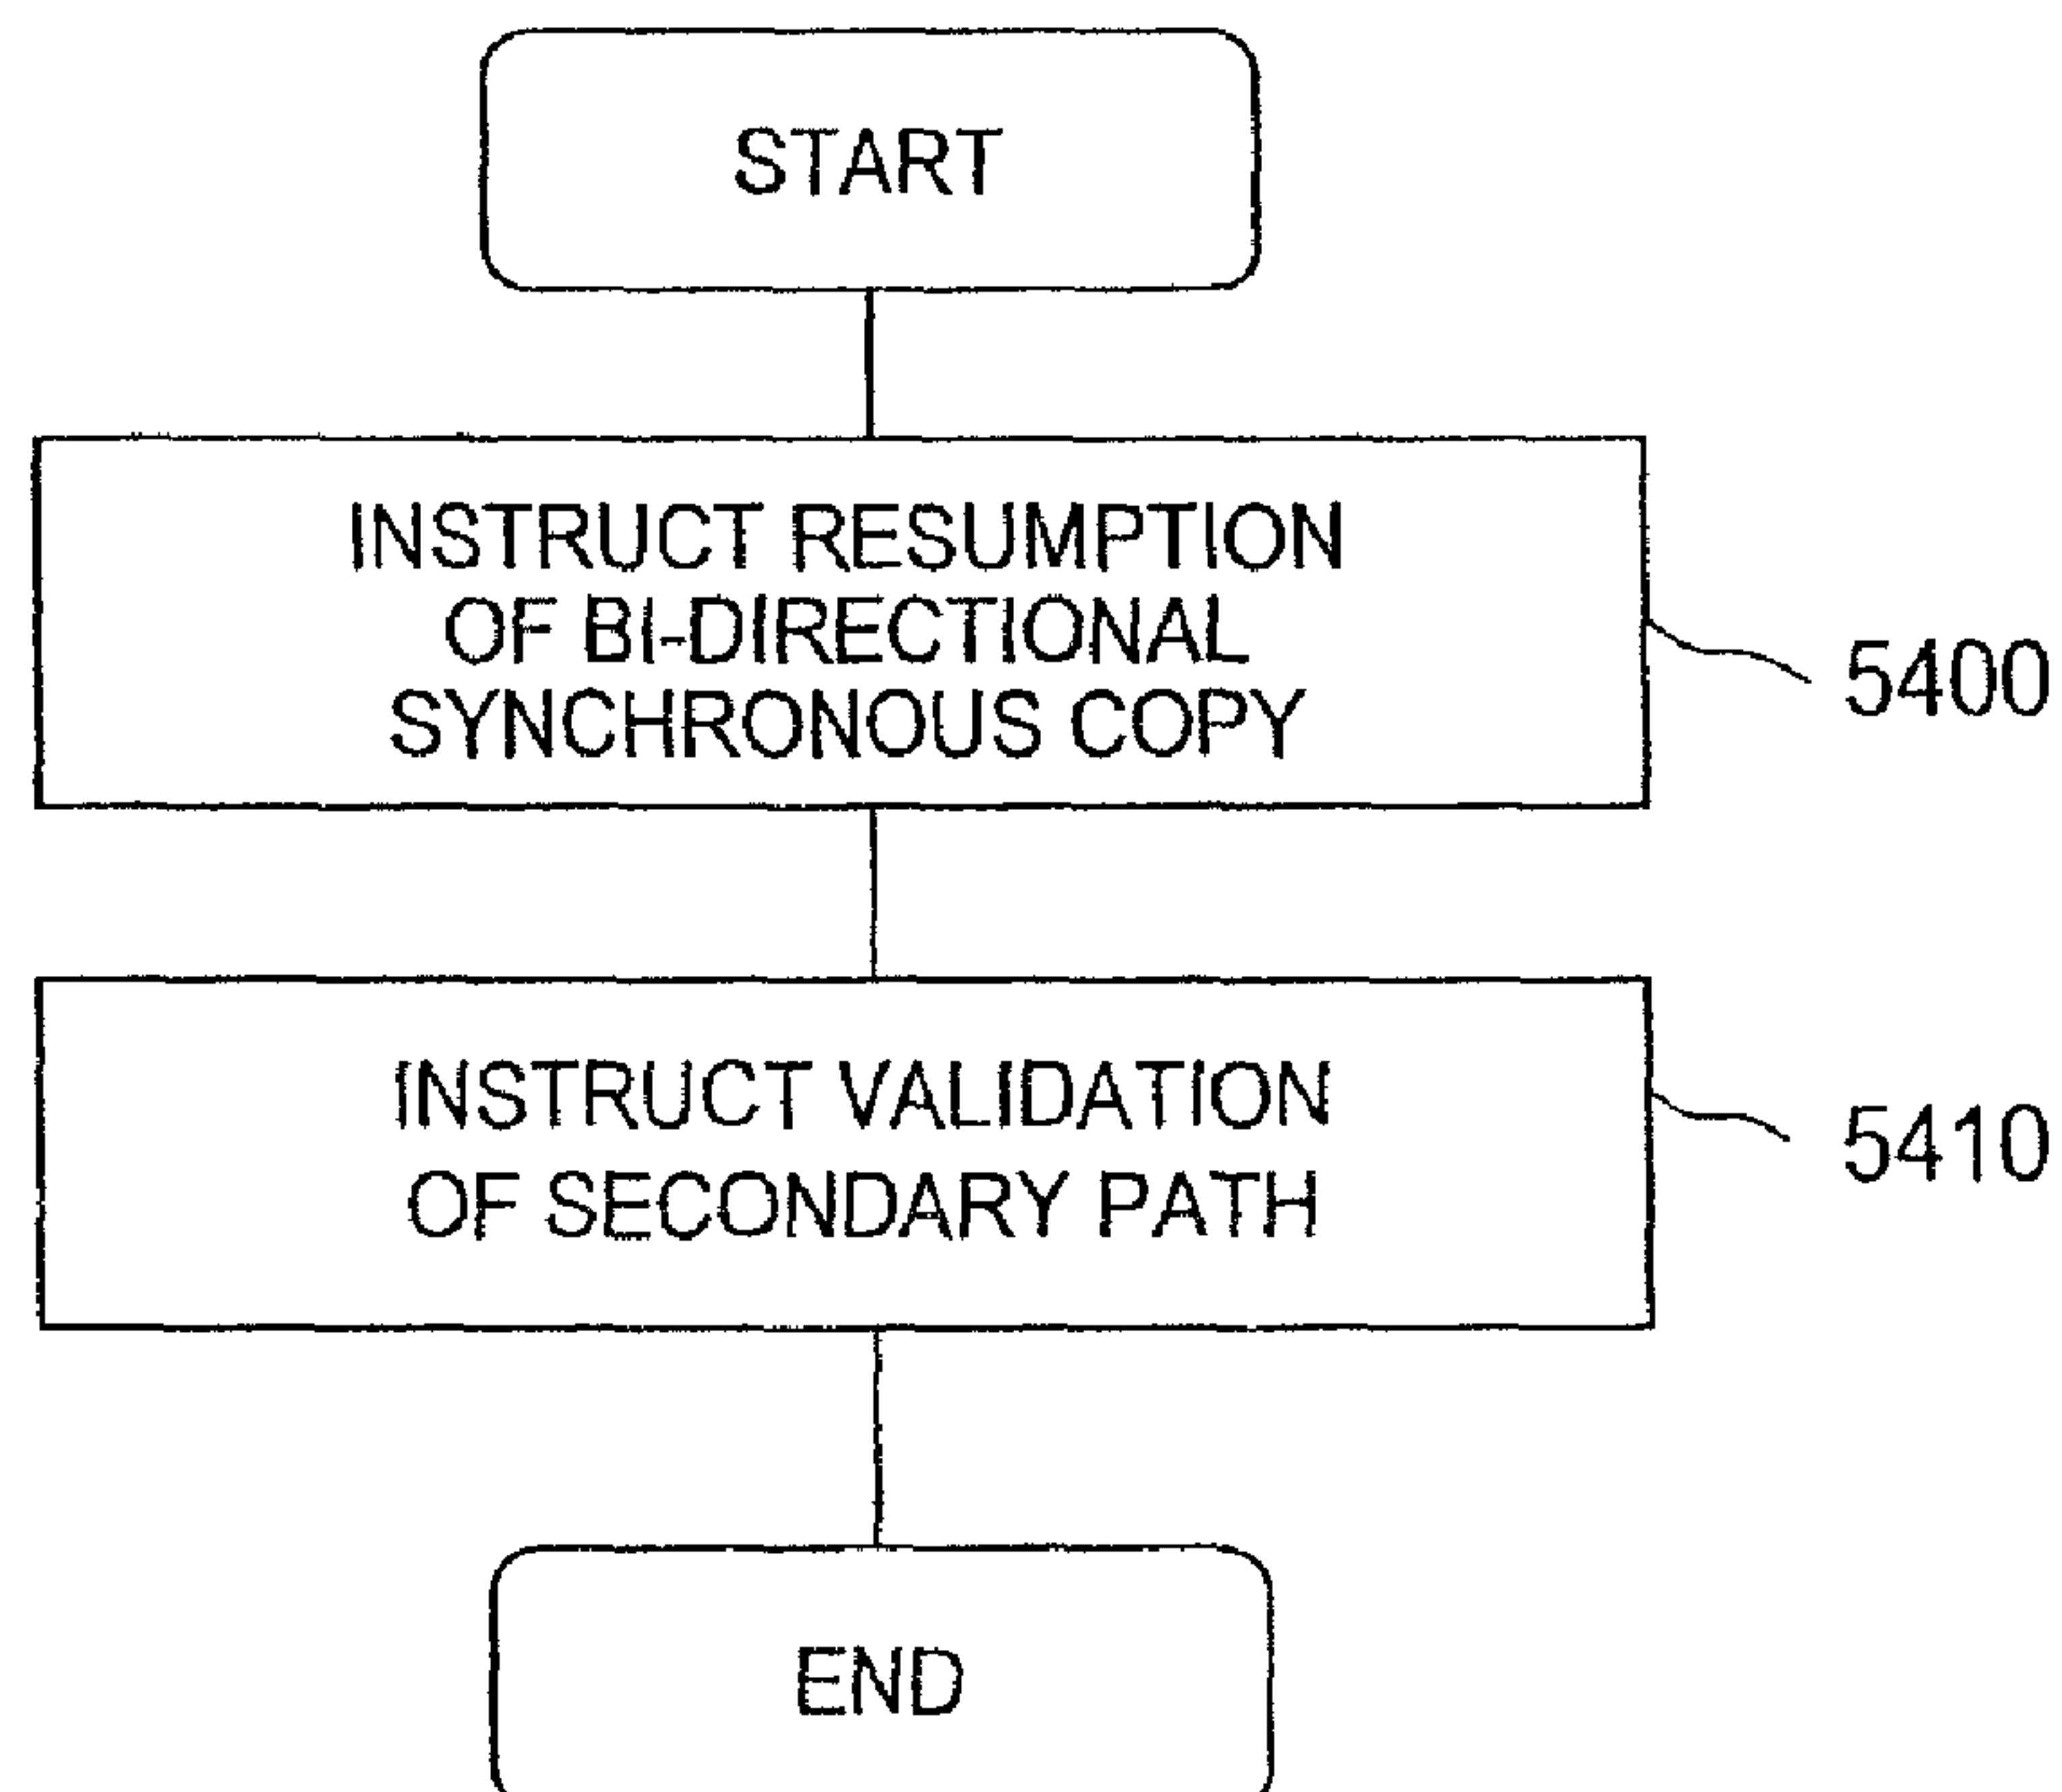 START
INSTRUCT RESUMPTION
OF BI-DIRECTIONAL
SYNCHRONOUS COPY
5400
INSTRUCT VALIDATION
OF SECONDARY PATH
5410
END